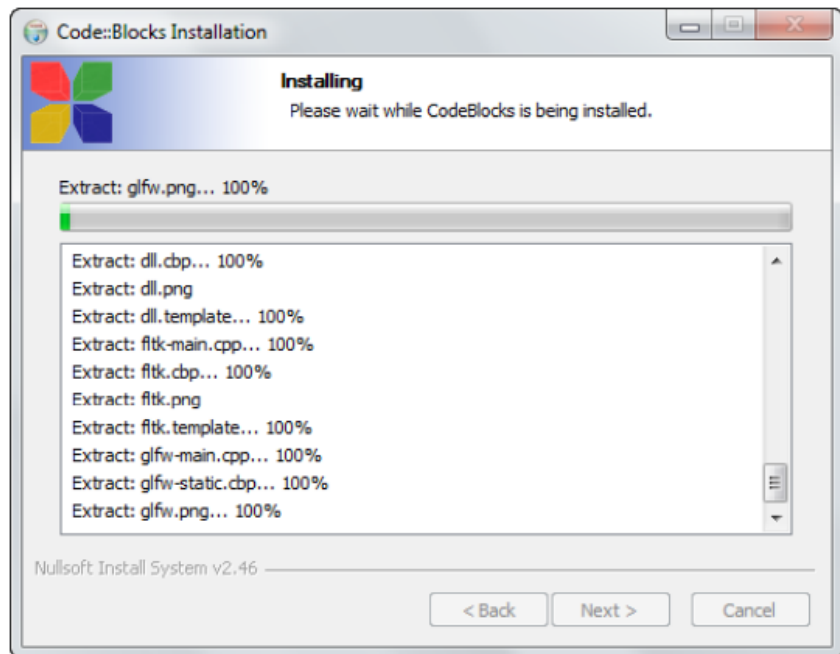 Code::Blocks Installation
Installing
Please wait while CodeBlocks is being installed.
Extract: glfw.png... 100%
Extract: dll.cbp... 100%
Extract: dll.png
Extract: dll.template... 100%
Extract: fltk-main.cpp... 100%
Extract: fltk.cbp... 100%
Extract: fltk.png
Extract: fltk.template... 100%
Extract: glfw-main.cpp... 100%
Extract: glfw-static.cbp... 100%
Extract: glfw.png... 100%
Nullsoft Install System v2.46
< Back Next > Cancel